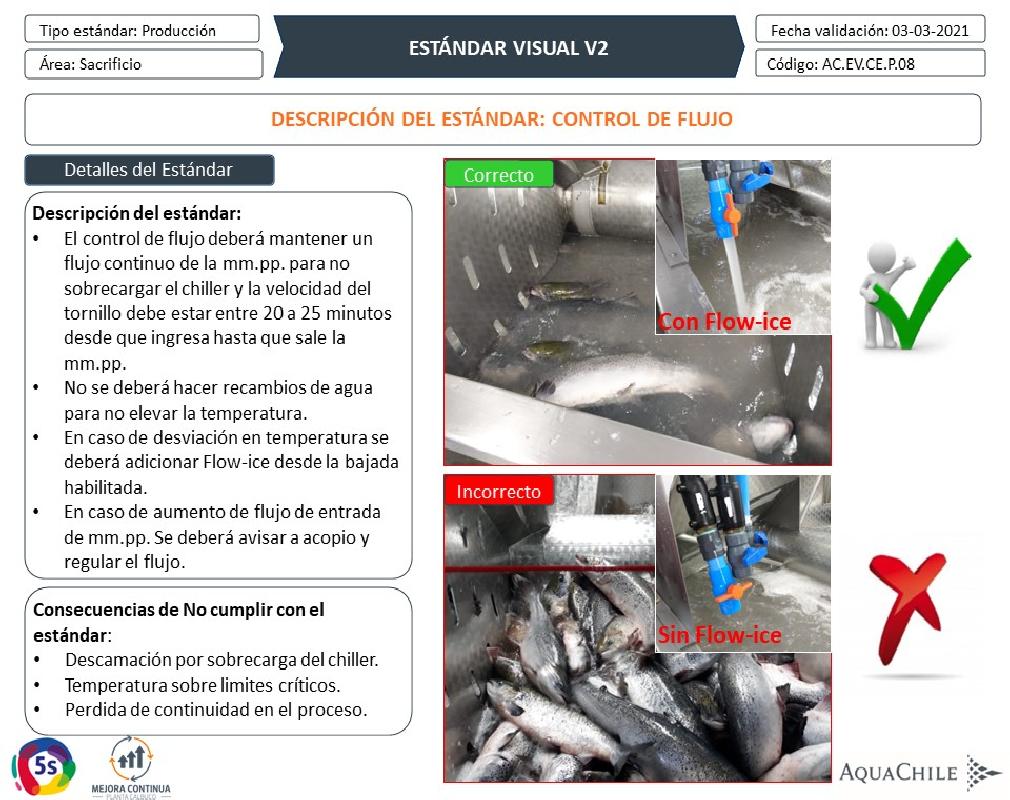 Tipo estándar: Producción
Área: Sacrificio
ESTÁNDAR VISUAL V2
Fecha validación: 03-03-2021
Código: AC.EV.CE.P.08
DESCRIPCIÓN DEL ESTÁNDAR: CONTROL DE FLUJO
Detalles del Estándar
Descripción del estándar:
• El control de flujo deberá mantener un
flujo continuo de la mm.pp. para no
sobrecargar el chiller y la velocidad del
tornillo debe estar entre 20 a 25 minutos
desde que ingresa hasta que sale la
mm.pp.
• No se deberá hacer recambios de agua
para no elevar la temperatura.
• En caso de desviación en temperatura se
deberá adicionar Flow-ice desde la bajada
habilitada.
• En caso de aumento de flujo de entrada
de mm.pp. Se deberá avisar a acopio y
regular el flujo.
Consecuencias de No cumplir con el
estándar:
• Descamación por sobrecarga del chiller.
• Temperatura sobre limites críticos.
• Perdida de continuidad en el proceso.
Correcto
Con Flow-ice
Incorrecto
Sin Flow-ice
5s
MEJORA CONTINUA
PLANTA CALBUCO
AQUACHILE